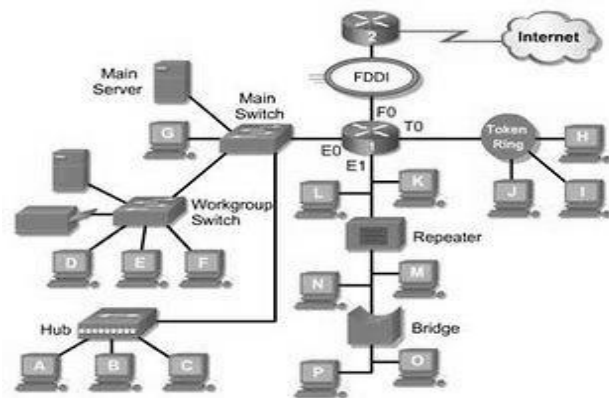 2
Internet
FDDI
Main
Server
Main
Switch
F0
G
E0
1
T0
Token
Ring
H
E1
K
L
J
I
Workgroup
Switch
Repeater
D
E
F
M
N
Hub
Bridge
A
B
C
P
O